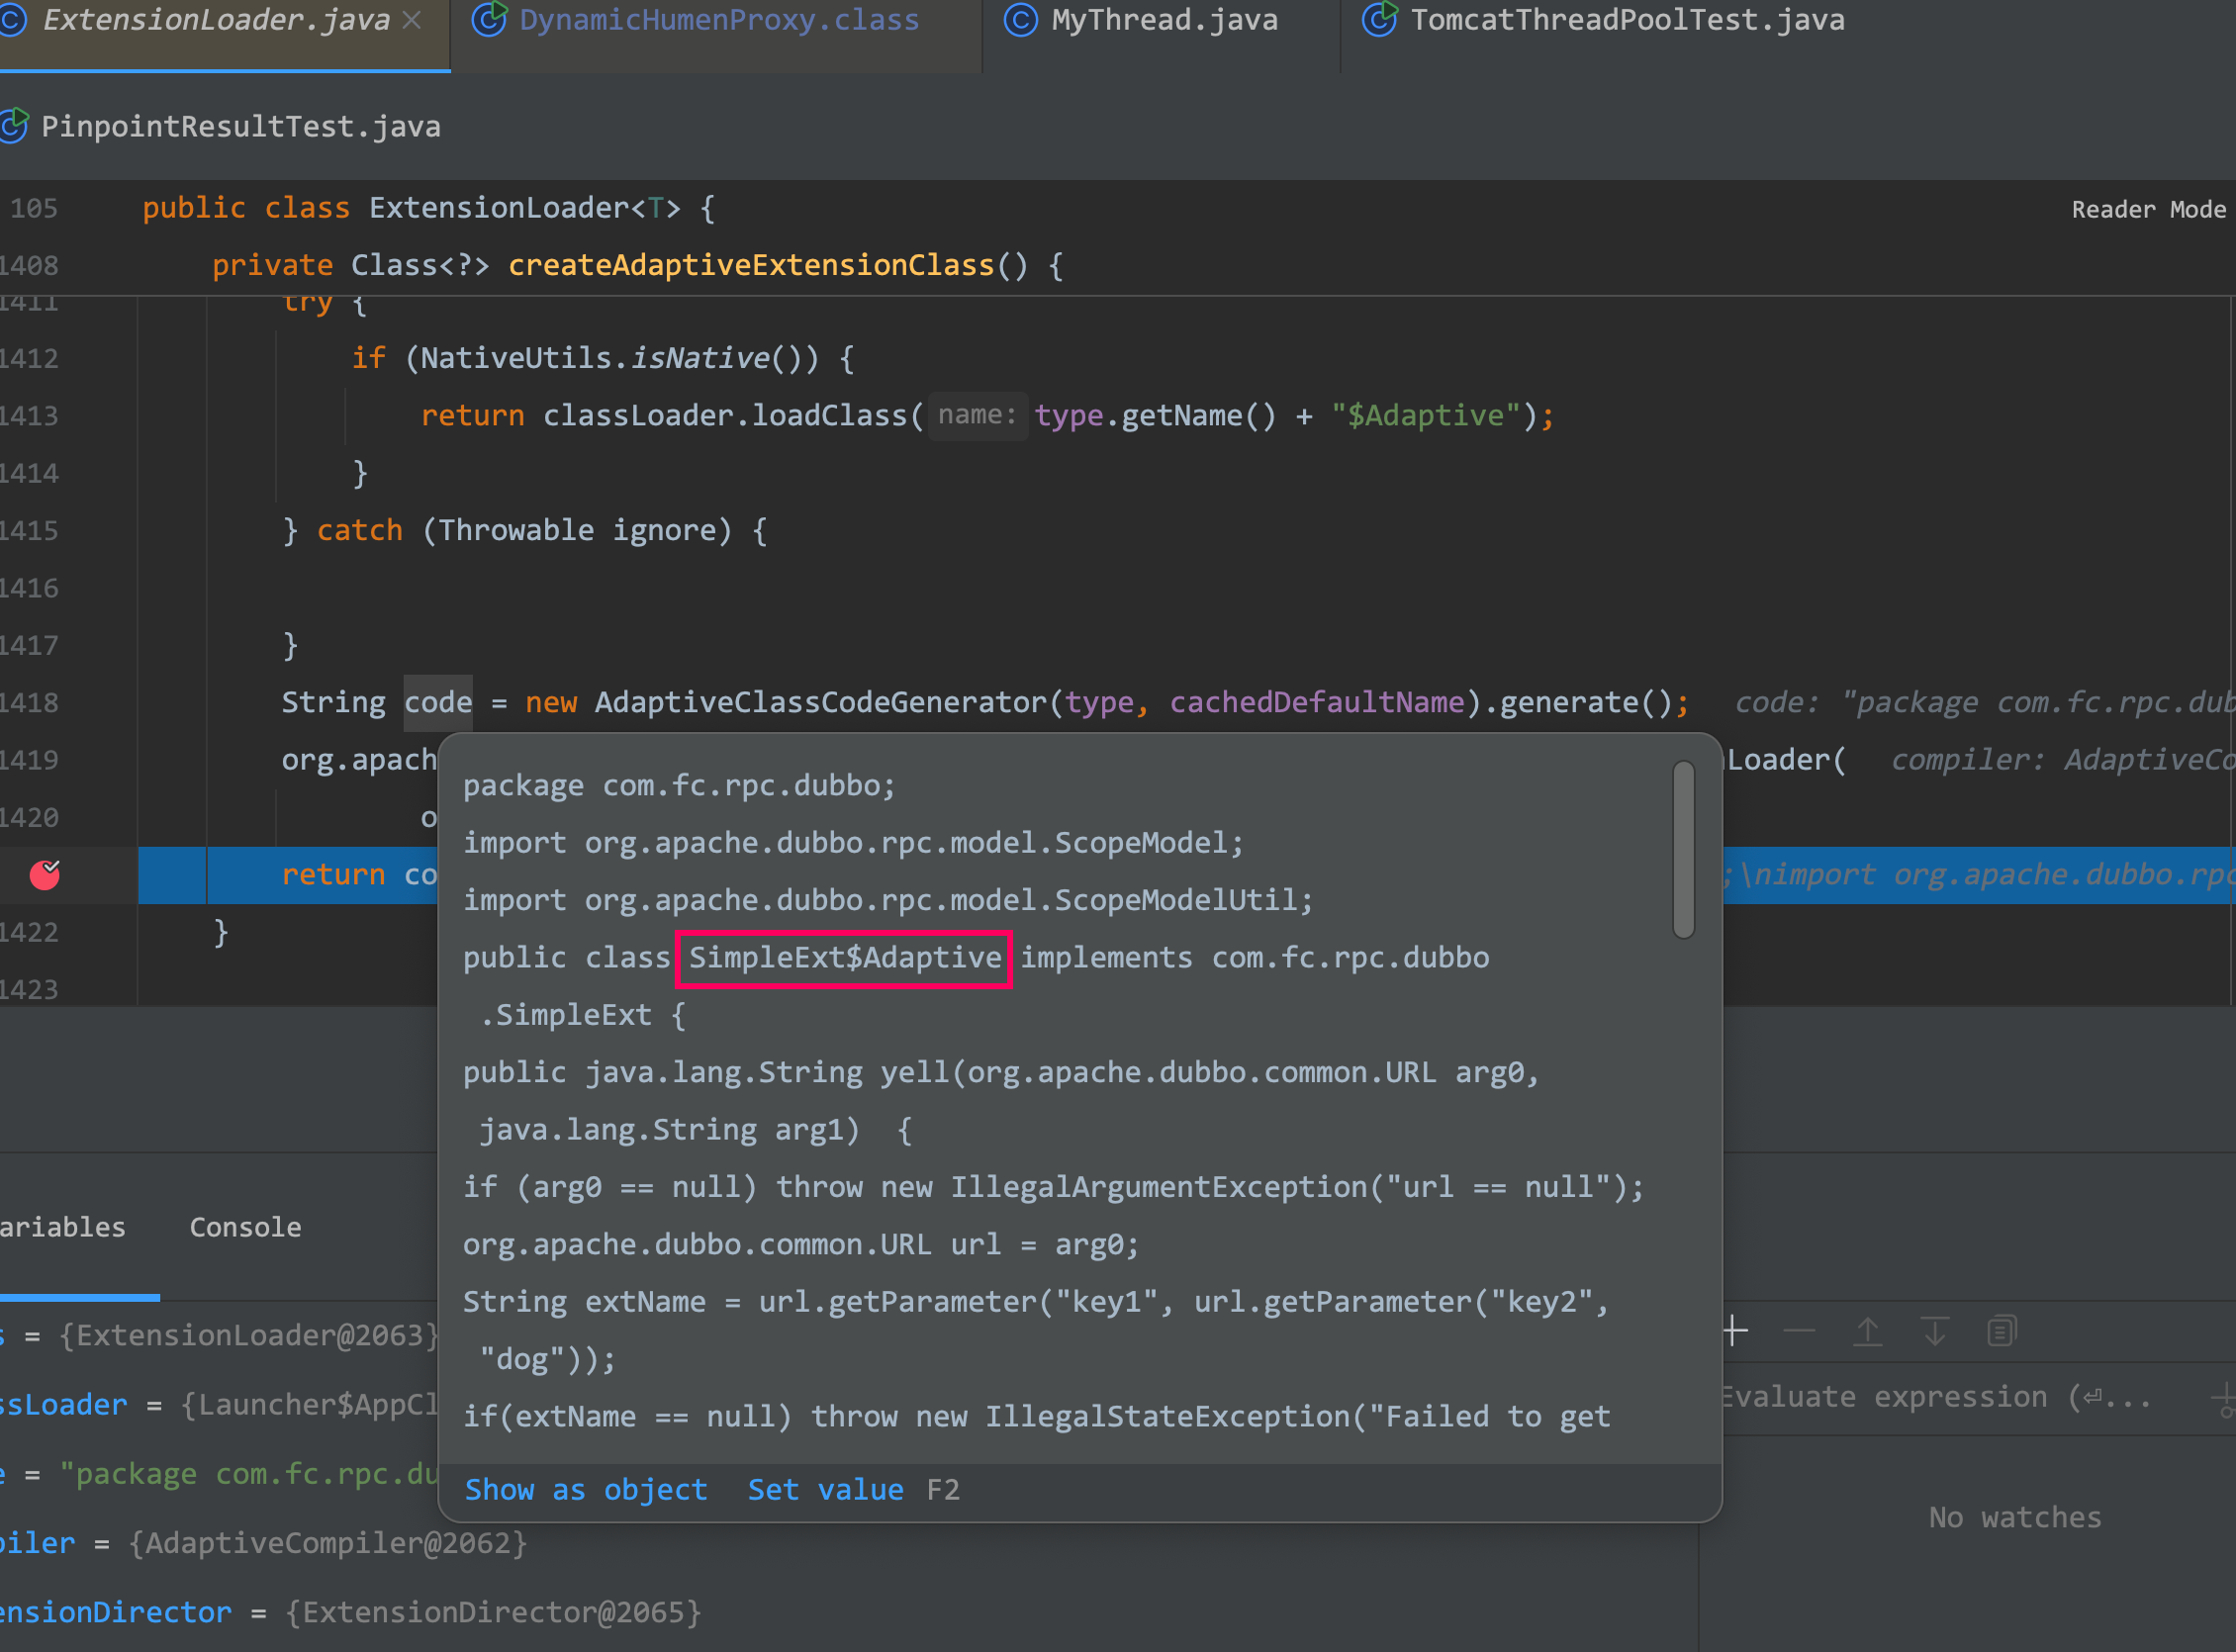 ExtensionLoader.java
DynamicHumenProxy.class
MyThread.java
TomcatThreadPoolTest.java
PinpointResultTest.java
105 public class ExtensionLoader<T> {
Reader Mode
1408 private Class<?> createAdaptiveExtensionClass() {
1411 try {
1412 if (NativeUtils.isNative()) {
1413 return classLoader.loadClass( name: type.getName() + "$Adaptive");
1414 }
1415 } catch (Throwable ignore) {
1416
1417 }
1418 String code = new AdaptiveClassCodeGenerator(type, cachedDefaultName).generate(); code: "package com.fc.rpc.dub
1419 org.apach
Loader( compiler: AdaptiveCo
1420 o
return co
;\nimport org.apache.dubbo.rpc
1422 }
1423
package com.fc.rpc.dubbo;
import org.apache.dubbo.rpc.model.ScopeModel;
import org.apache.dubbo.rpc.model.ScopeModelUtil;
public class SimpleExt$Adaptive implements com.fc.rpc.dubbo
.SimpleExt {
public java.lang.String yell(org.apache.dubbo.common.URL arg0,
java.lang.String arg1)  {
if (arg0 == null) throw new IllegalArgumentException("url == null");
org.apache.dubbo.common.URL url = arg0;
String extName = url.getParameter("key1", url.getParameter("key2",
"dog"));
if(extName == null) throw new IllegalStateException("Failed to get
Show as object Set value F2
ariables Console
s = {ExtensionLoader@2063}
ssLoader = {Launcher$AppCl
e = "package com.fc.rpc.du
piler = {AdaptiveCompiler@2062}
ensionDirector = {ExtensionDirector@2065}
Evaluate expression (⏎...
No watches